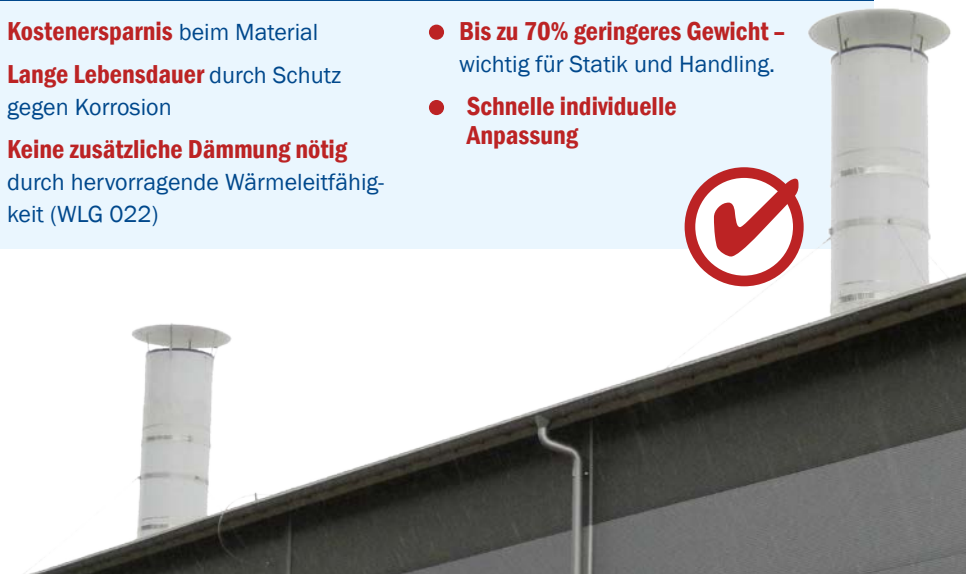 Kostenersparnis beim Material
Lange Lebensdauer durch Schutz
gegen Korrosion
Keine zusätzliche Dämmung nötig
durch hervorragende Wärmeleitfähig-
keit (WLG 022)
Bis zu 70% geringeres Gewicht –
wichtig für Statik und Handling.
Schnelle individuelle
Anpassung